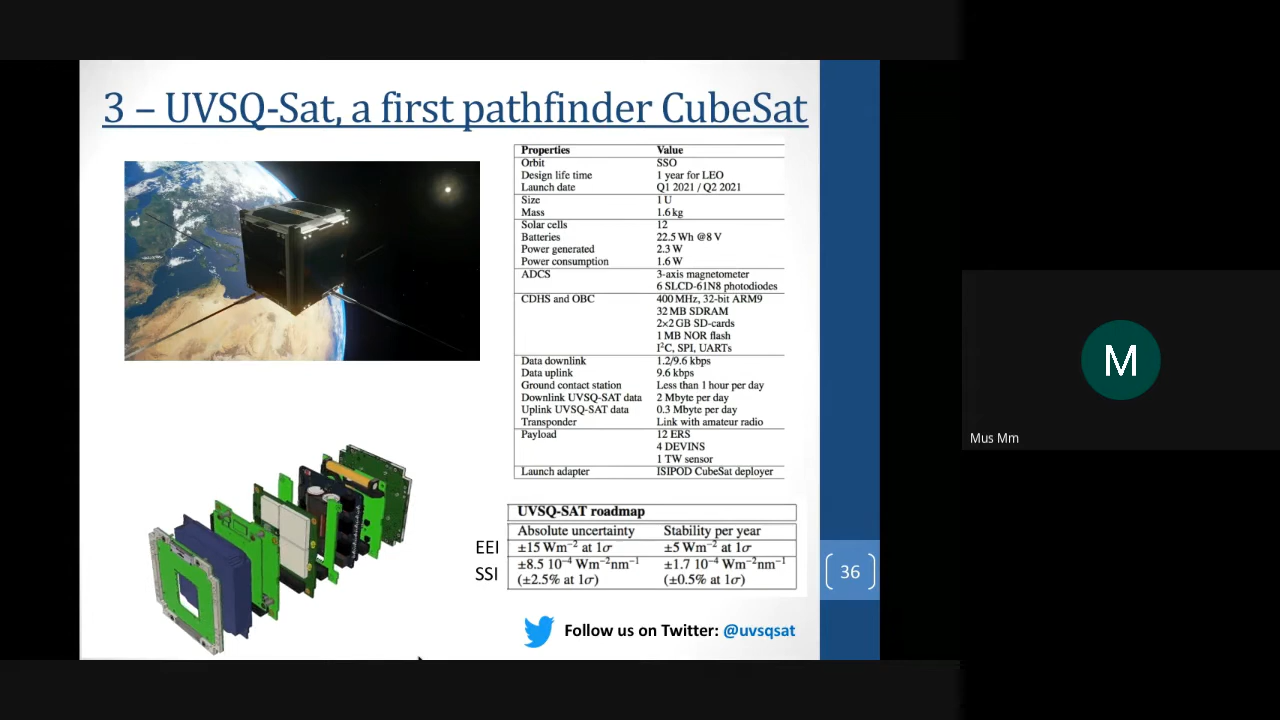 3 – UVSQ-Sat, a first pathfinder CubeSat
Properties Value
Orbit SSO
Design life time 1 year for LEO
Launch date Q1 2021 / Q2 2021
Size 1 U
Mass 1.6 kg
Solar cells 12
Batteries 22.5 Wh @8 V
Power generated 2.3 W
Power consumption 1.6 W
ADCS 3-axis magnetometer
6 SLCD-61N8 photodiodes
CDHS and OBC 400 MHz, 32-bit ARM9
32 MB SDRAM
2×2 GB SD-cards
1 MB NOR flash
I²C, SPI, UARTs
Data downlink 1.2/9.6 kbps
Data uplink 9.6 kbps
Ground contact station Less than 1 hour per day
Downlink UVSQ-SAT data 2 Mbyte per day
Uplink UVSQ-SAT data 0.3 Mbyte per day
Transponder Link with amateur radio
Payload 12 ERS
4 DEVINS
1 TW sensor
Launch adapter ISIPOD CubeSat deployer
UVSQ-SAT roadmap
Absolute uncertainty Stability per year
EEI ±15 Wm⁻² at 1σ ±5 Wm⁻² at 1σ
SSI ±8.5 10⁻⁴ Wm⁻²nm⁻¹ ±1.7 10⁻⁴ Wm⁻²nm⁻¹
(±2.5% at 1σ) (±0.5% at 1σ)
36
Follow us on Twitter: @uvsqsat
M
Mus Mm